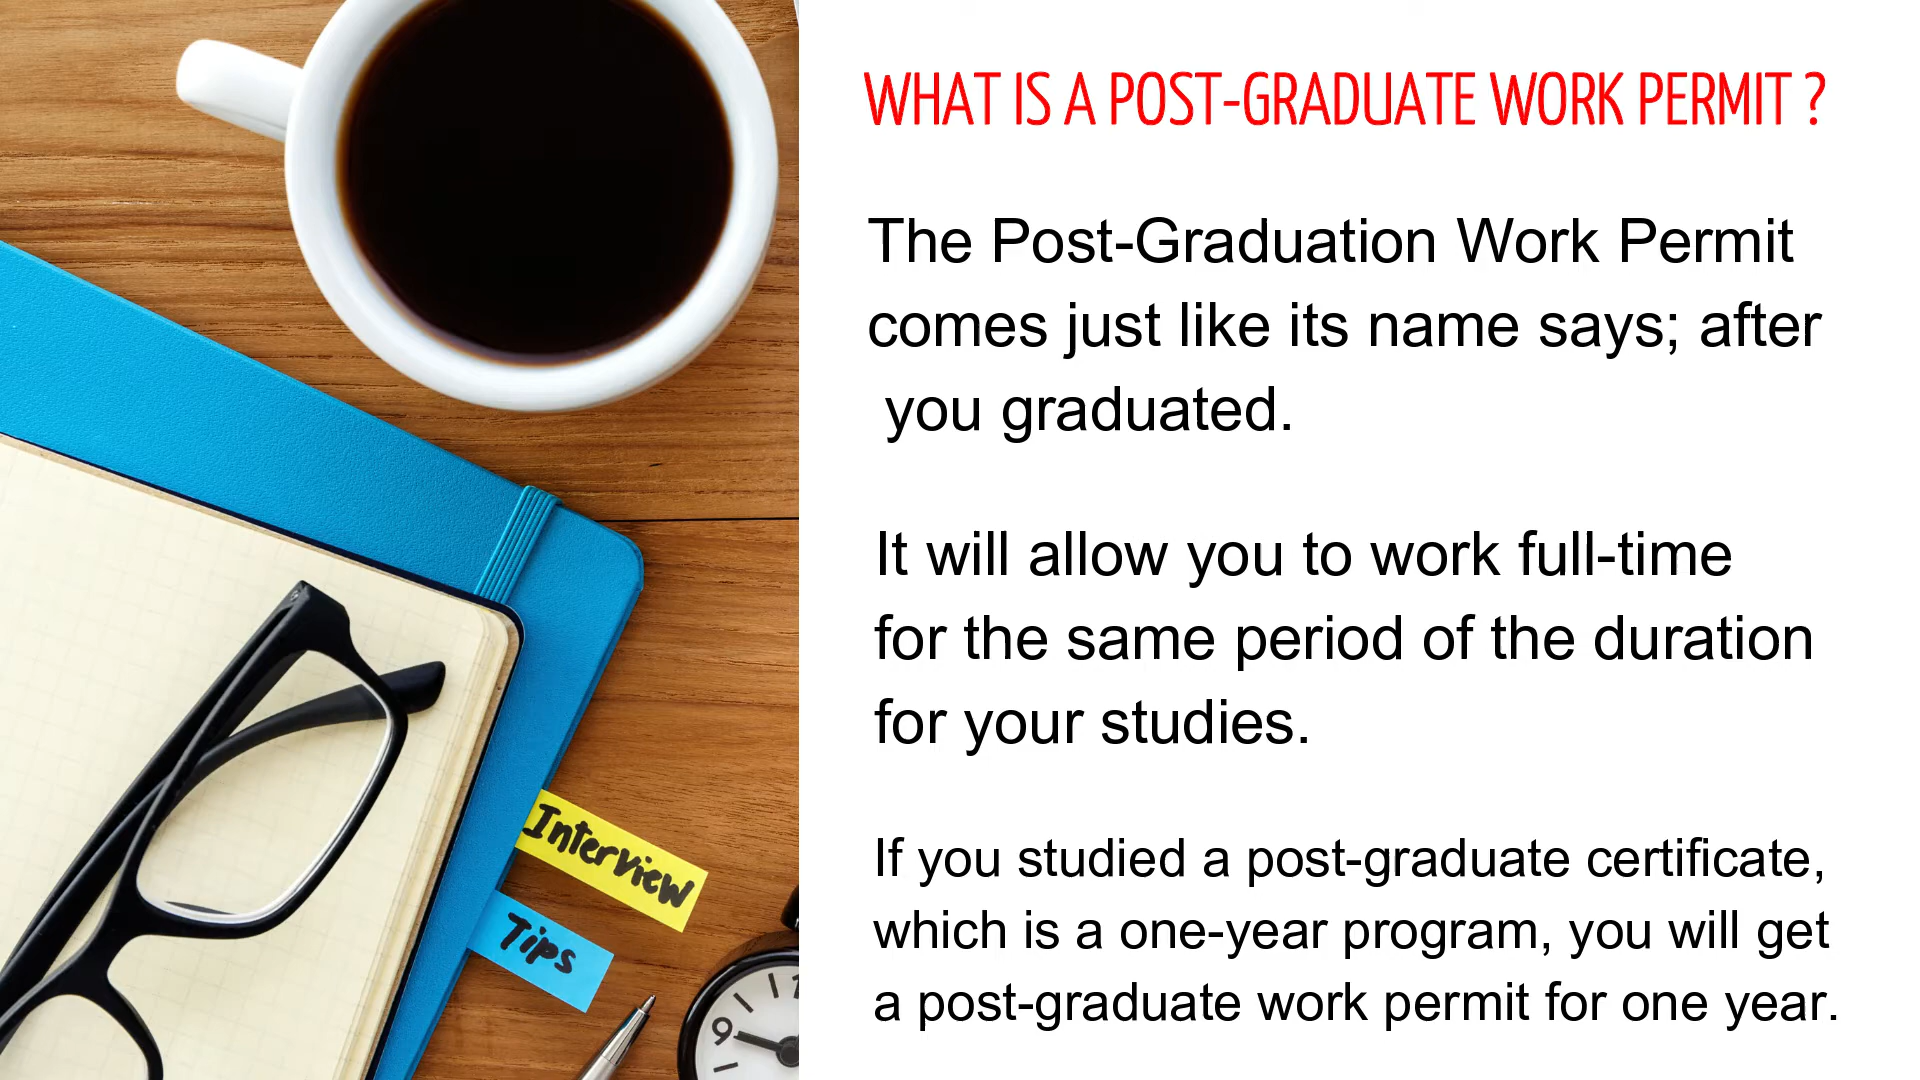 WHAT IS A POST-GRADUATE WORK PERMIT ?
The Post-Graduation Work Permit
comes just like its name says; after
you graduated.
It will allow you to work full-time
for the same period of the duration
for your studies.
If you studied a post-graduate certificate,
which is a one-year program, you will get
a post-graduate work permit for one year.
Interview
Tips
9